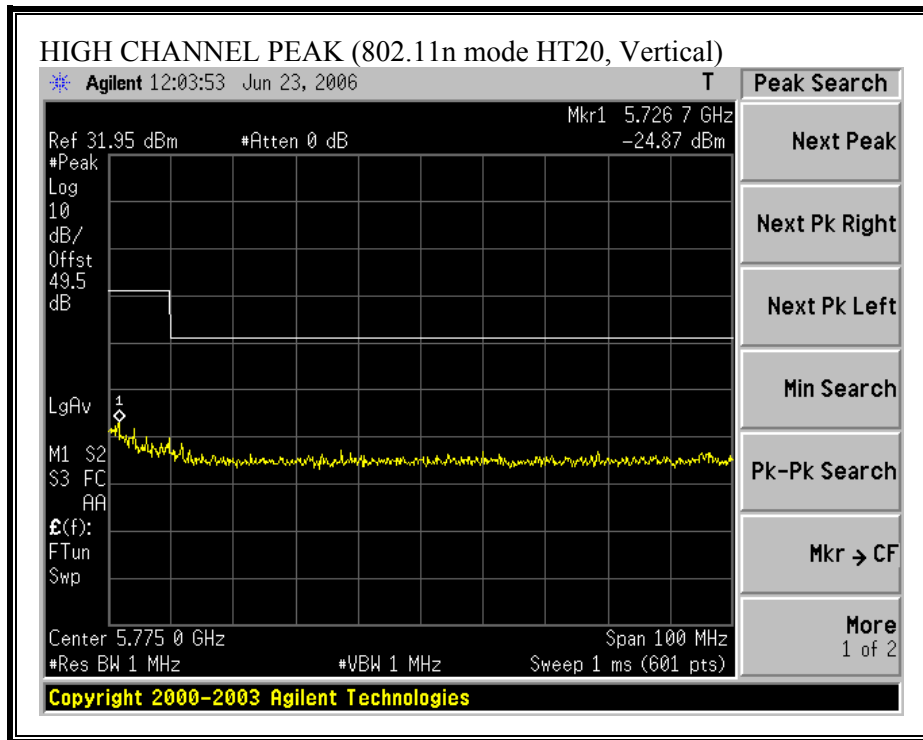 HIGH CHANNEL PEAK (802.11n mode HT20, Vertical)
Agilent 12:03:53 Jun 23, 2006 T
Mkr1 5.726 7 GHz
Ref 31.95 dBm #Atten 0 dB -24.87 dBm
#Peak
Log
10
dB/
Offst
49.5
dB
LgAv
1
M1 S2
S3 FC
AA
£(f):
FTun
Swp
Center 5.775 0 GHz Span 100 MHz
#Res BW 1 MHz #VBW 1 MHz Sweep 1 ms (601 pts)
Copyright 2000-2003 Agilent Technologies
Peak Search
Next Peak
Next Pk Right
Next Pk Left
Min Search
Pk-Pk Search
Mkr → CF
More
1 of 2